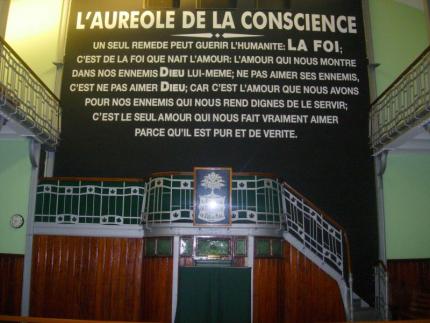 L'AUREOLE DE LA CONSCIENCE
UN SEUL REMEDE PEUT GUERIR L'HUMANITE: LA FOI;
C'EST DE LA FOI QUE NAIT L'AMOUR: L'AMOUR QUI NOUS MONTRE
DANS NOS ENNEMIS DIEU LUI-MEME; NE PAS AIMER SES ENNEMIS,
C'EST NE PAS AIMER DIEU; CAR C'EST L'AMOUR QUE NOUS AVONS
POUR NOS ENNEMIS QUI NOUS REND DIGNES DE LE SERVIR;
C'EST LE SEUL AMOUR QUI NOUS FAIT VRAIMENT AIMER
PARCE QU'IL EST PUR ET DE VERITE.